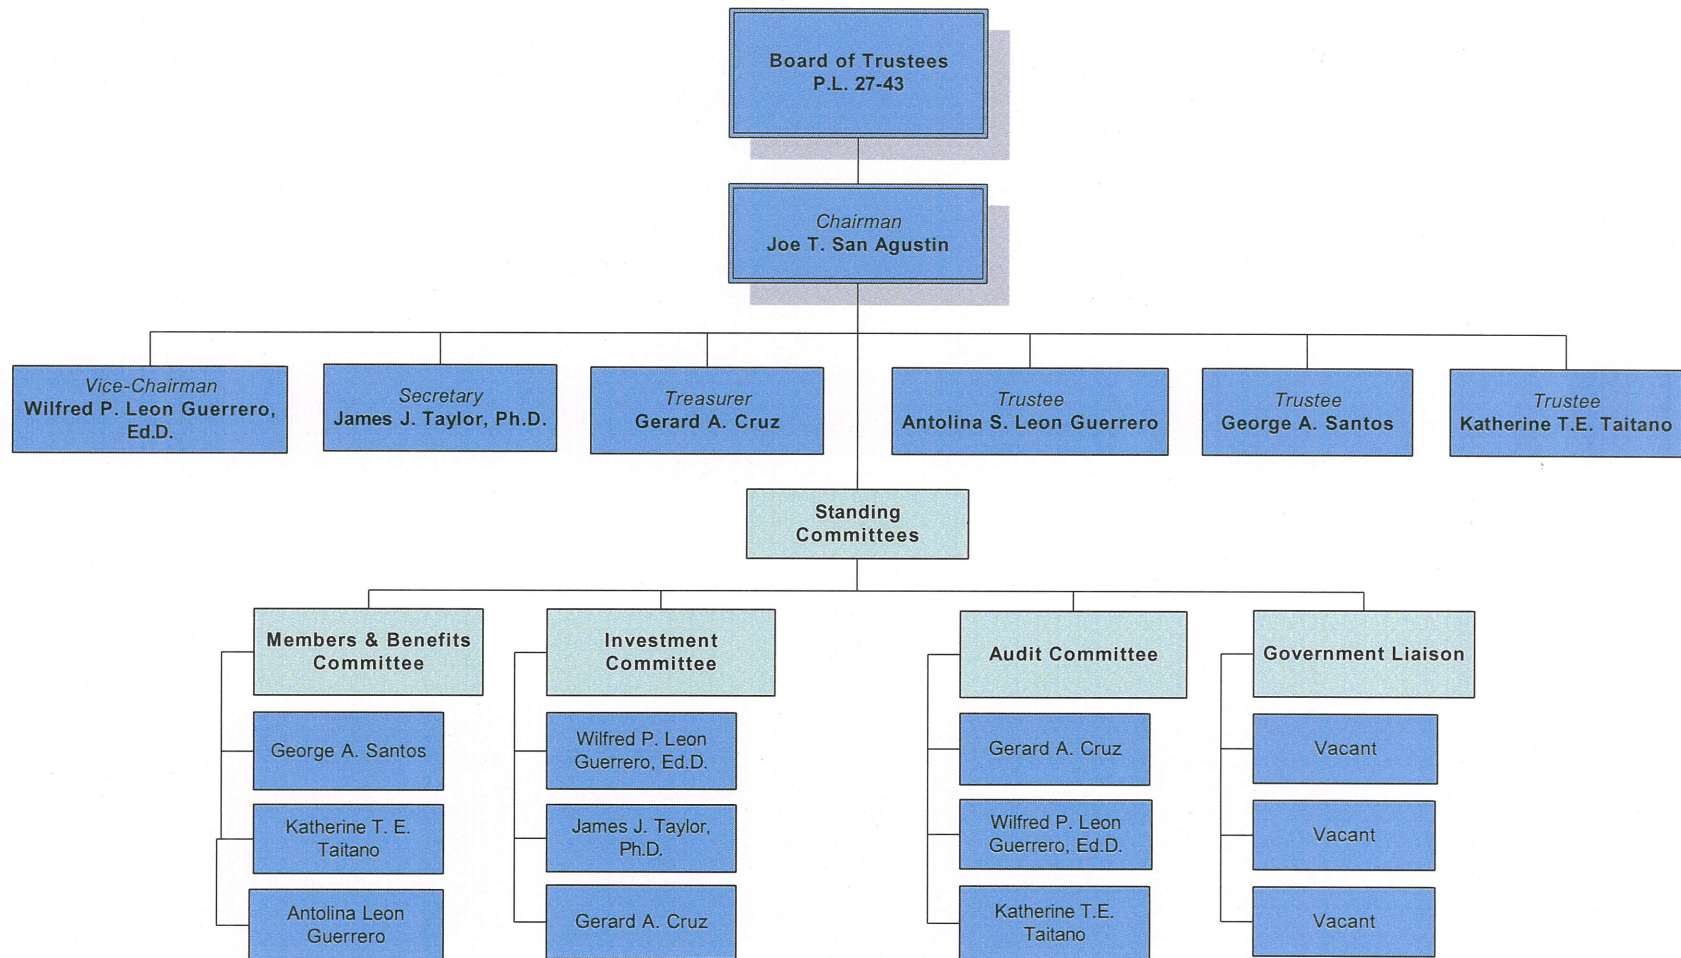 Board of Trustees
P.L. 27-43
Chairman
Joe T. San Agustin
Vice-Chairman
Wilfred P. Leon Guerrero,
Ed.D.
Secretary
James J. Taylor, Ph.D.
Treasurer
Gerard A. Cruz
Trustee
Antolina S. Leon Guerrero
Trustee
George A. Santos
Trustee
Katherine T.E. Taitano
Standing
Committees
Members & Benefits
Committee
George A. Santos
Katherine T. E.
Taitano
Antolina Leon
Guerrero
Investment
Committee
Wilfred P. Leon
Guerrero, Ed.D.
James J. Taylor,
Ph.D.
Gerard A. Cruz
Audit Committee
Gerard A. Cruz
Wilfred P. Leon
Guerrero, Ed.D.
Katherine T.E.
Taitano
Government Liaison
Vacant
Vacant
Vacant